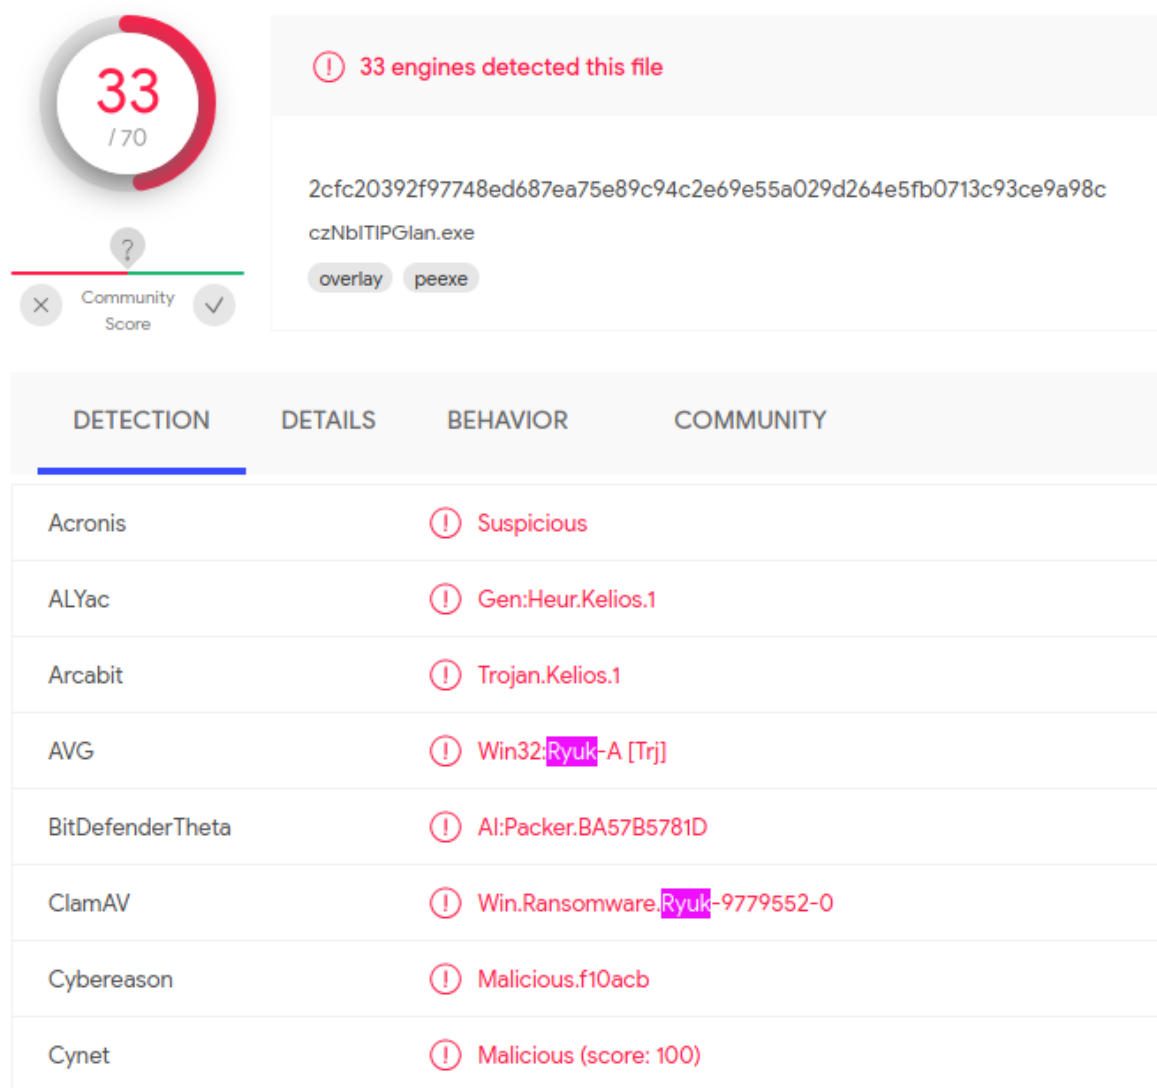 33
/ 70
33 engines detected this file
2cfc20392f97748ed687ea75e89c94c2e69e55a029d264e5fb0713c93ce9a98c
czNbITIPGlan.exe
overlay peexe
?
Community
Score
DETECTION DETAILS BEHAVIOR COMMUNITY
Acronis Suspicious
ALYac Gen:Heur.Kelios.1
Arcabit Trojan.Kelios.1
AVG Win32:Ryuk-A [Trj]
BitDefenderTheta AI:Packer.BA57B5781D
ClamAV Win.Ransomware.Ryuk-9779552-0
Cybereason Malicious.f10acb
Cynet Malicious (score: 100)